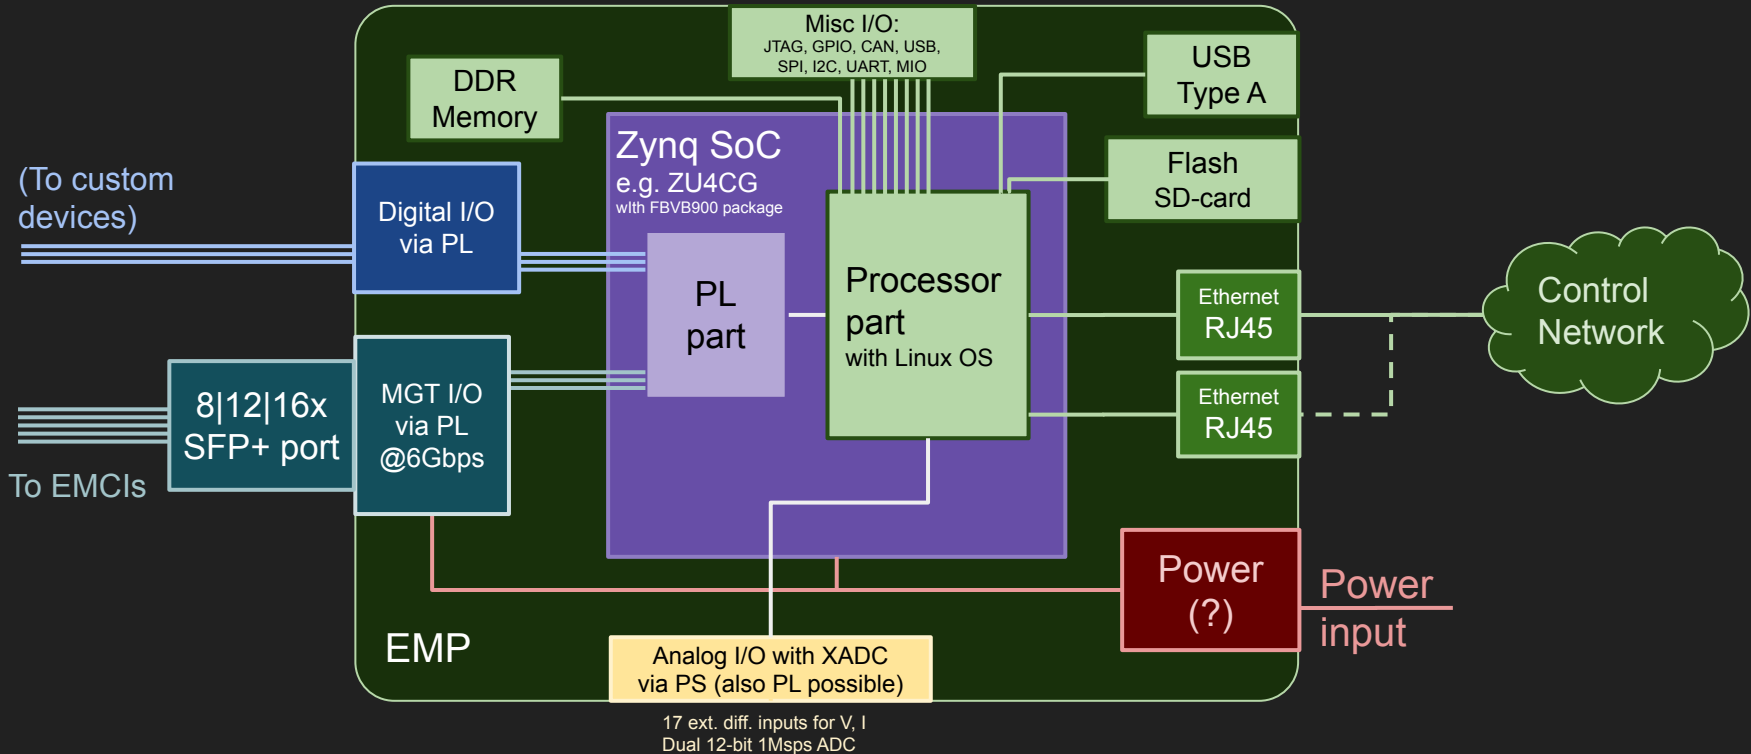 Misc I/O:
JTAG, GPIO, CAN, USB,
SPI, I2C, UART, MIO
USB
Type A
DDR
Memory
Zynq SoC
e.g. ZU4CG
with FBVB900 package
Flash
SD-card
(To custom
devices)
Digital I/O
via PL
PL
part
Processor
part
with Linux OS
Ethernet
RJ45
Control
Network
8|12|16x
SFP+ port
MGT I/O
via PL
@6Gbps
Ethernet
RJ45
To EMCIs
Power
(?)
Power
input
EMP
Analog I/O with XADC
via PS (also PL possible)
17 ext. diff. inputs for V, I
Dual 12-bit 1Msps ADC